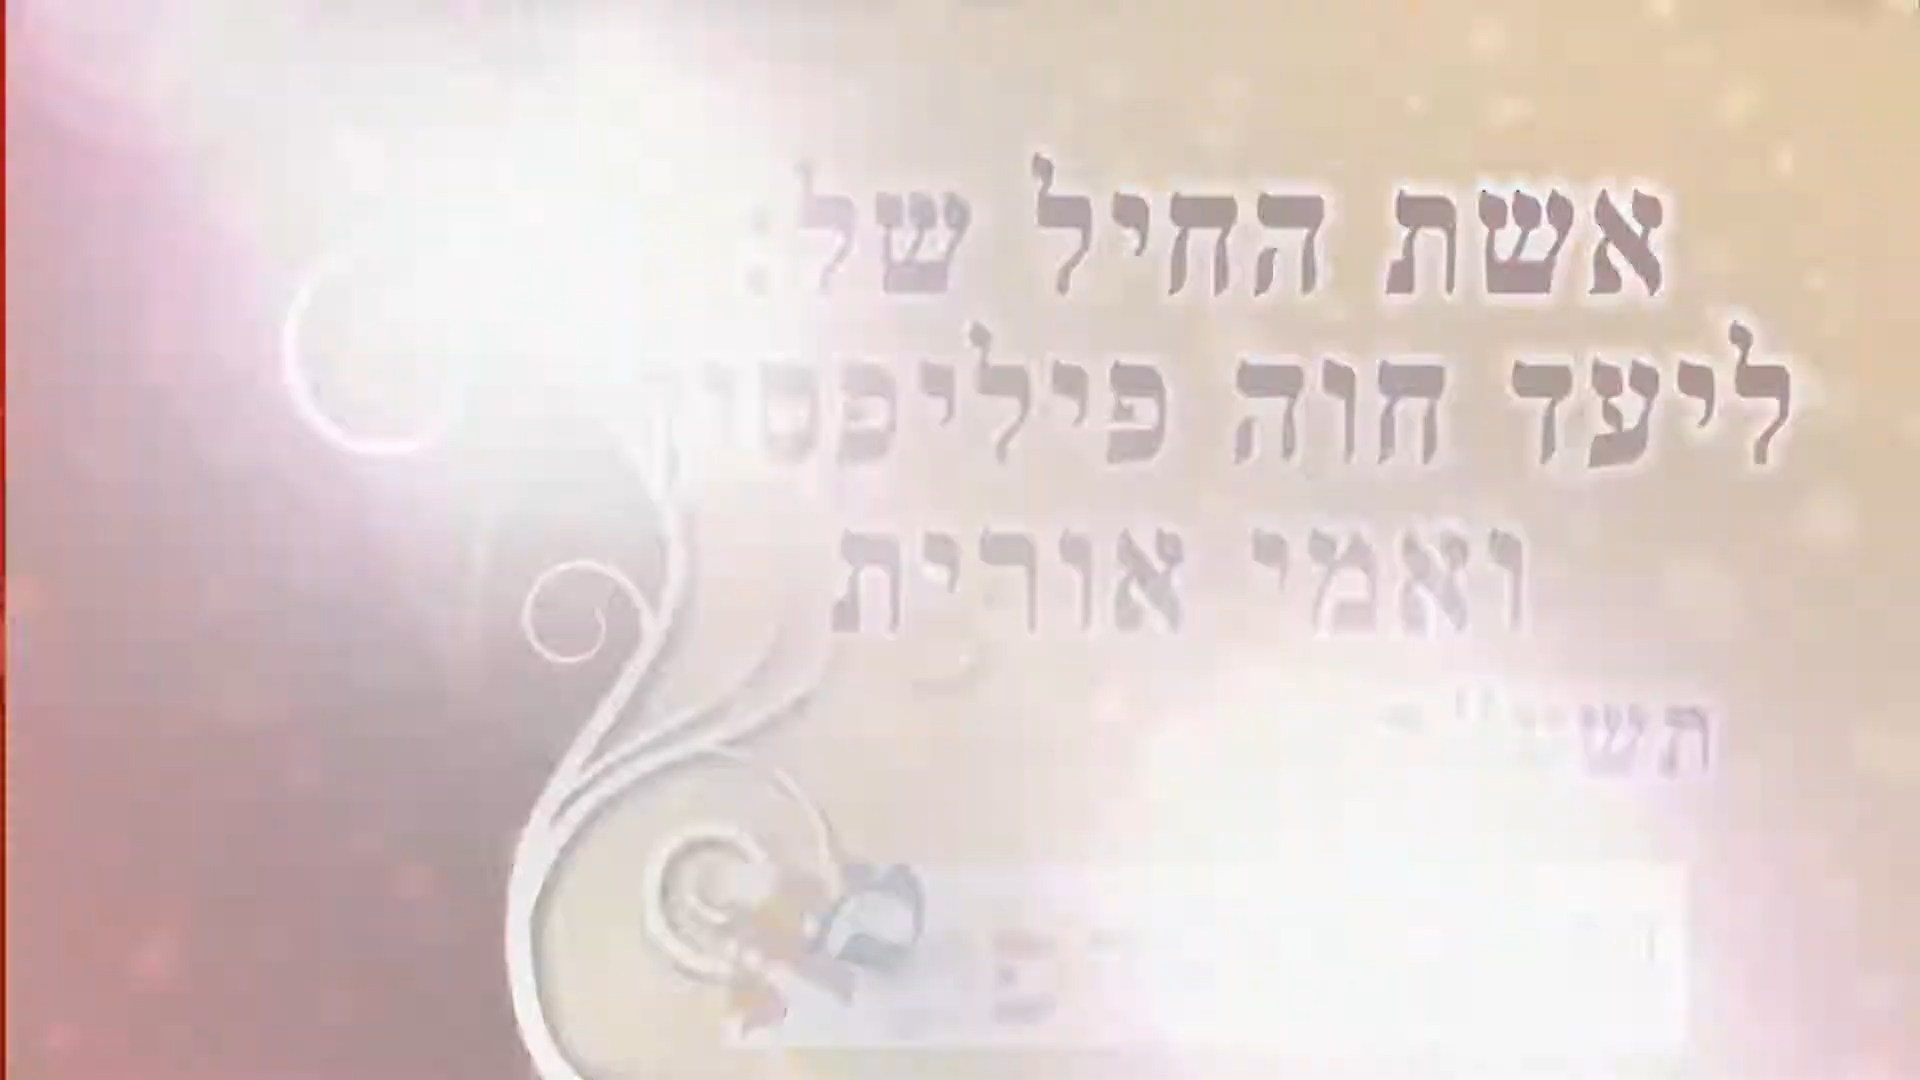 אשת החיל של:
ליעד חוה פיליפסון
ואמי אורית